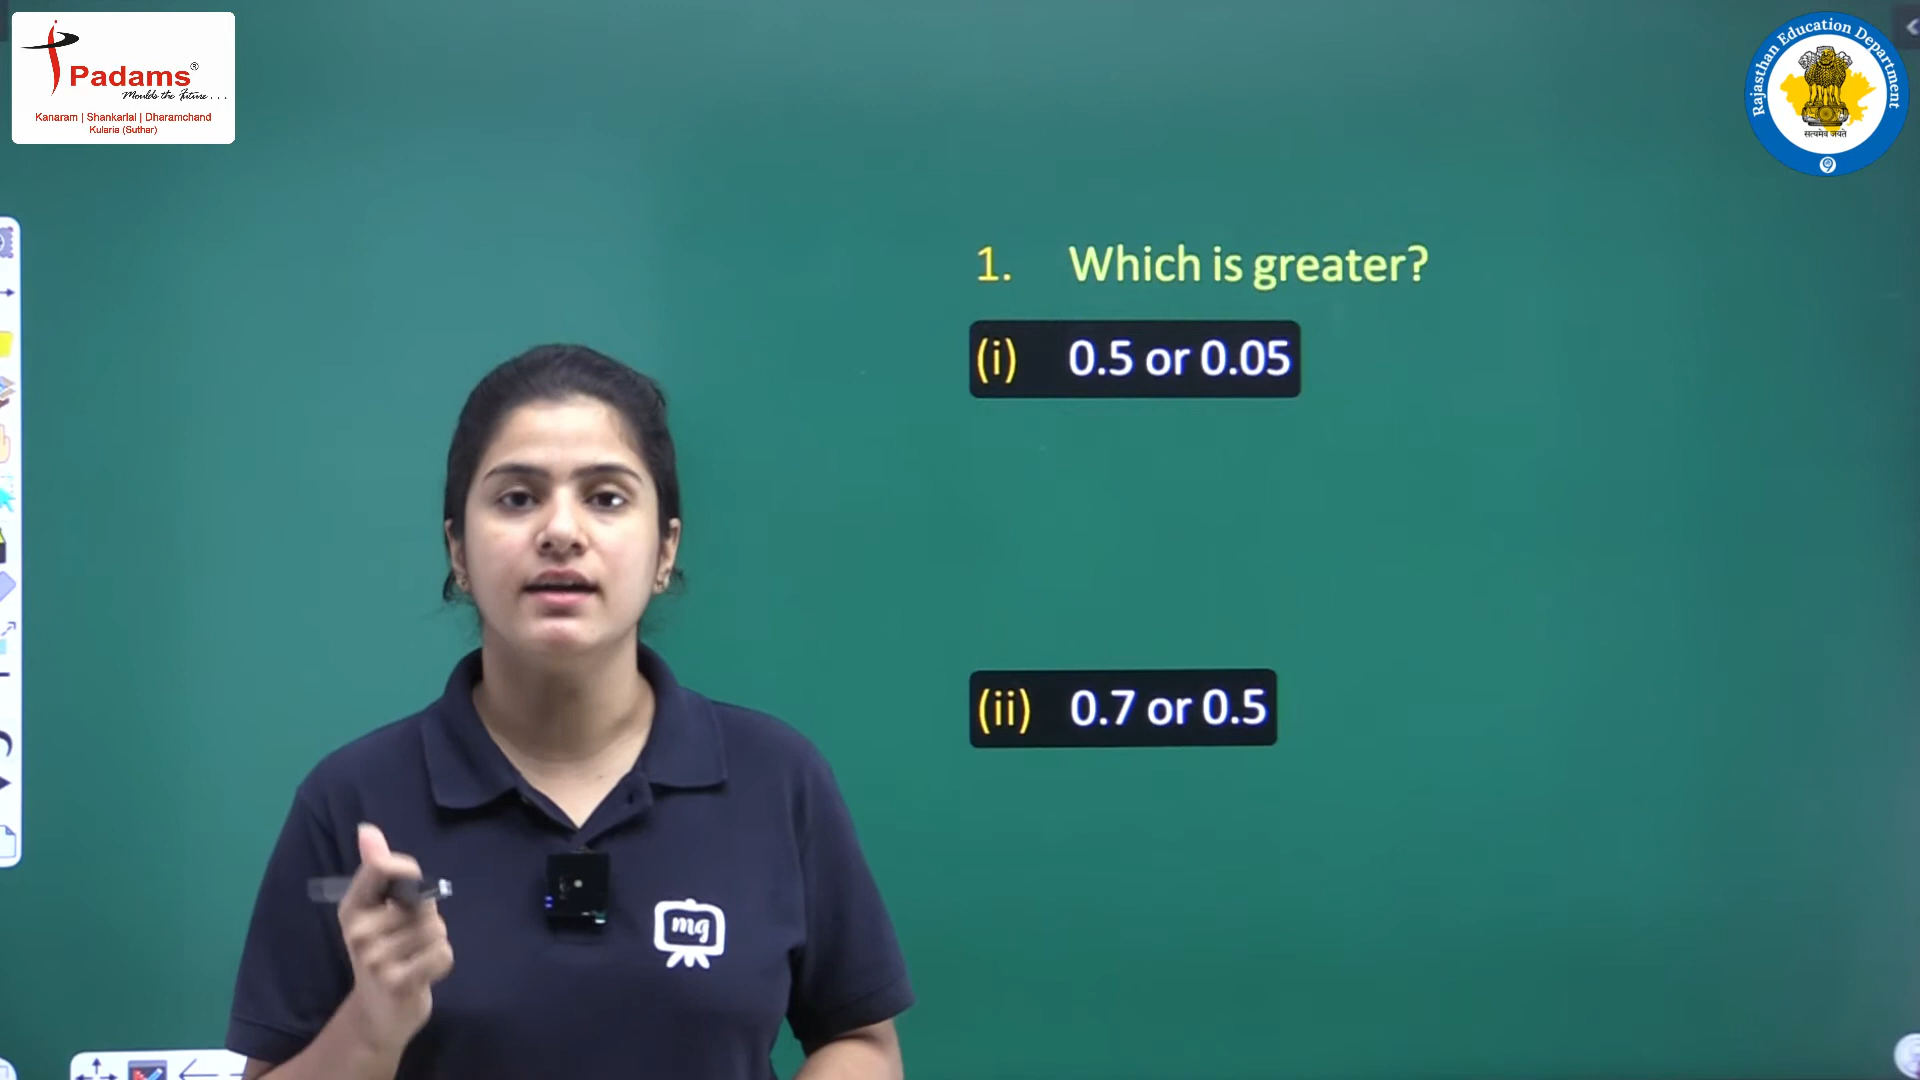 Padams®
Moulds the Future...
Kanaram | Shankarlal | Dharamchand
Kularia (Suthar)
Rajasthan Education Department
सत्यमेव जयते
1. Which is greater?
(i) 0.5 or 0.05
(ii) 0.7 or 0.5
mg